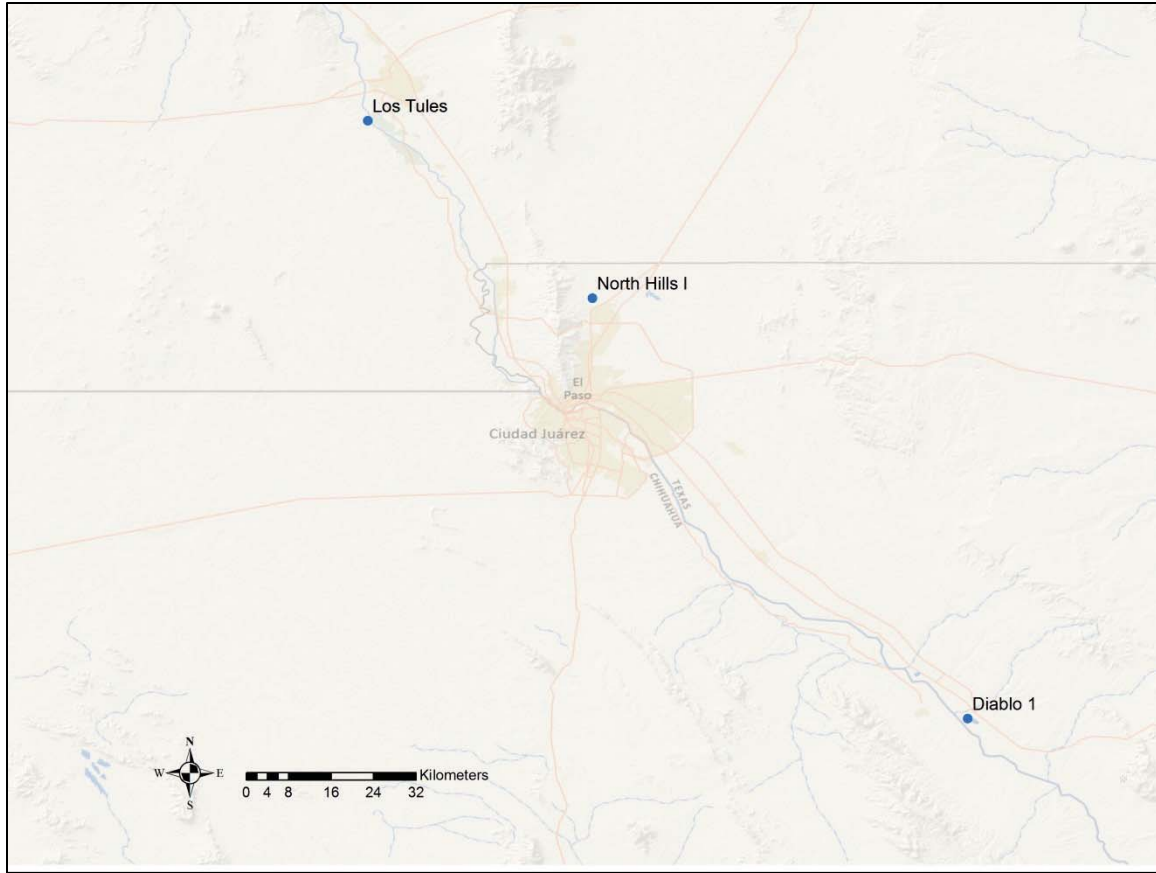 Los Tules
North Hills I
El
Paso
Ciudad Juárez
TEXAS
CHIHUAHUA
Diablo 1
N
W E
S
Kilometers
0 4 8 16 24 32